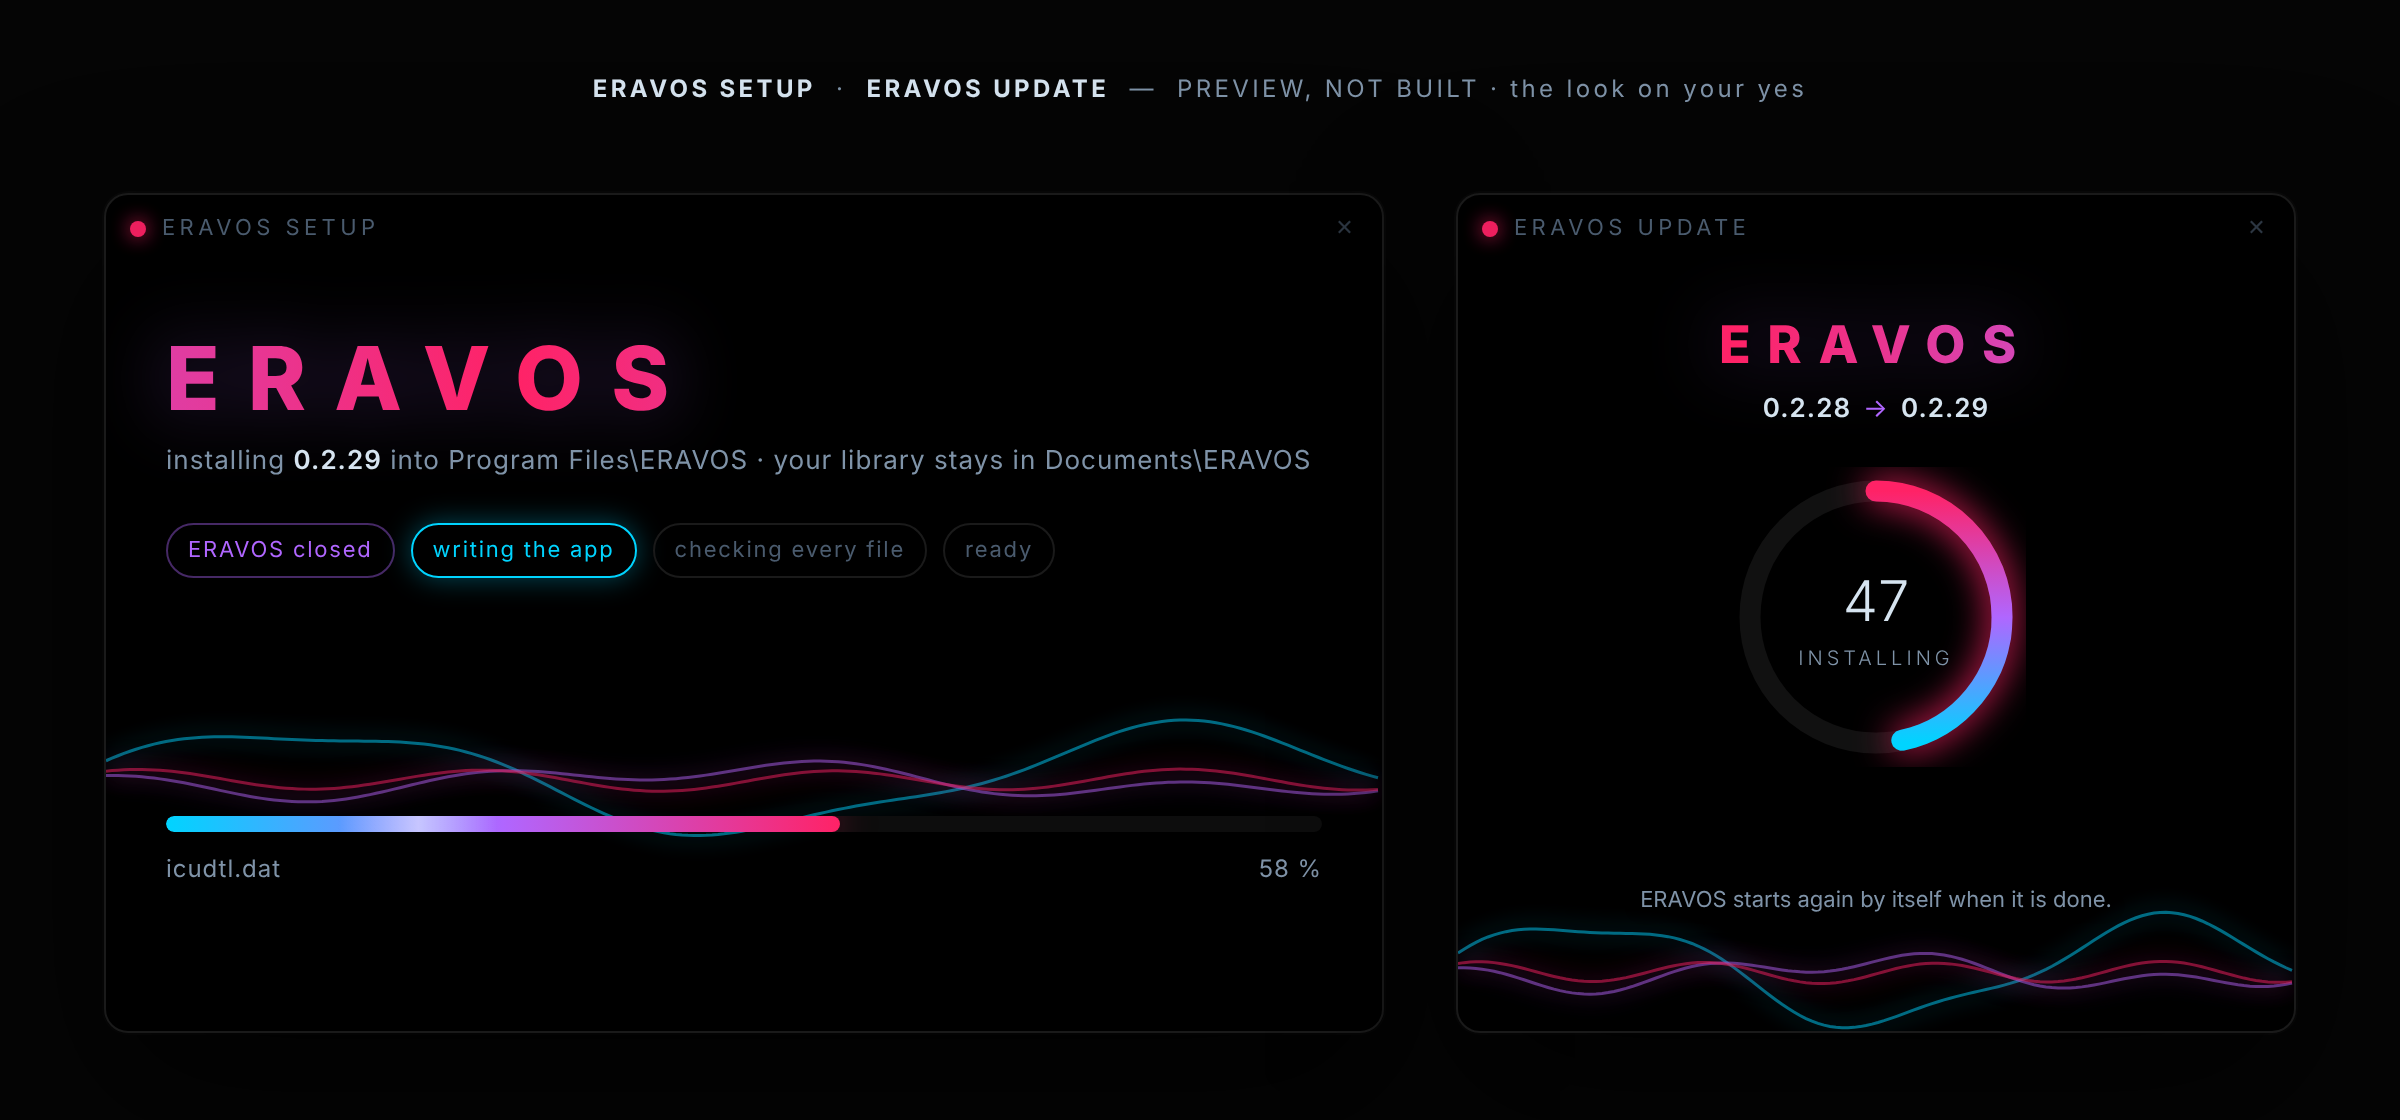 ERAVOS SETUP · ERAVOS UPDATE — PREVIEW, NOT BUILT · the look on your yes
ERAVOS SETUP ×
ERAVOS
installing 0.2.29 into Program Files\ERAVOS · your library stays in Documents\ERAVOS
ERAVOS closed writing the app checking every file ready
icudtl.dat 58 %
ERAVOS UPDATE ×
ERAVOS
0.2.28 → 0.2.29
47
INSTALLING
ERAVOS starts again by itself when it is done.